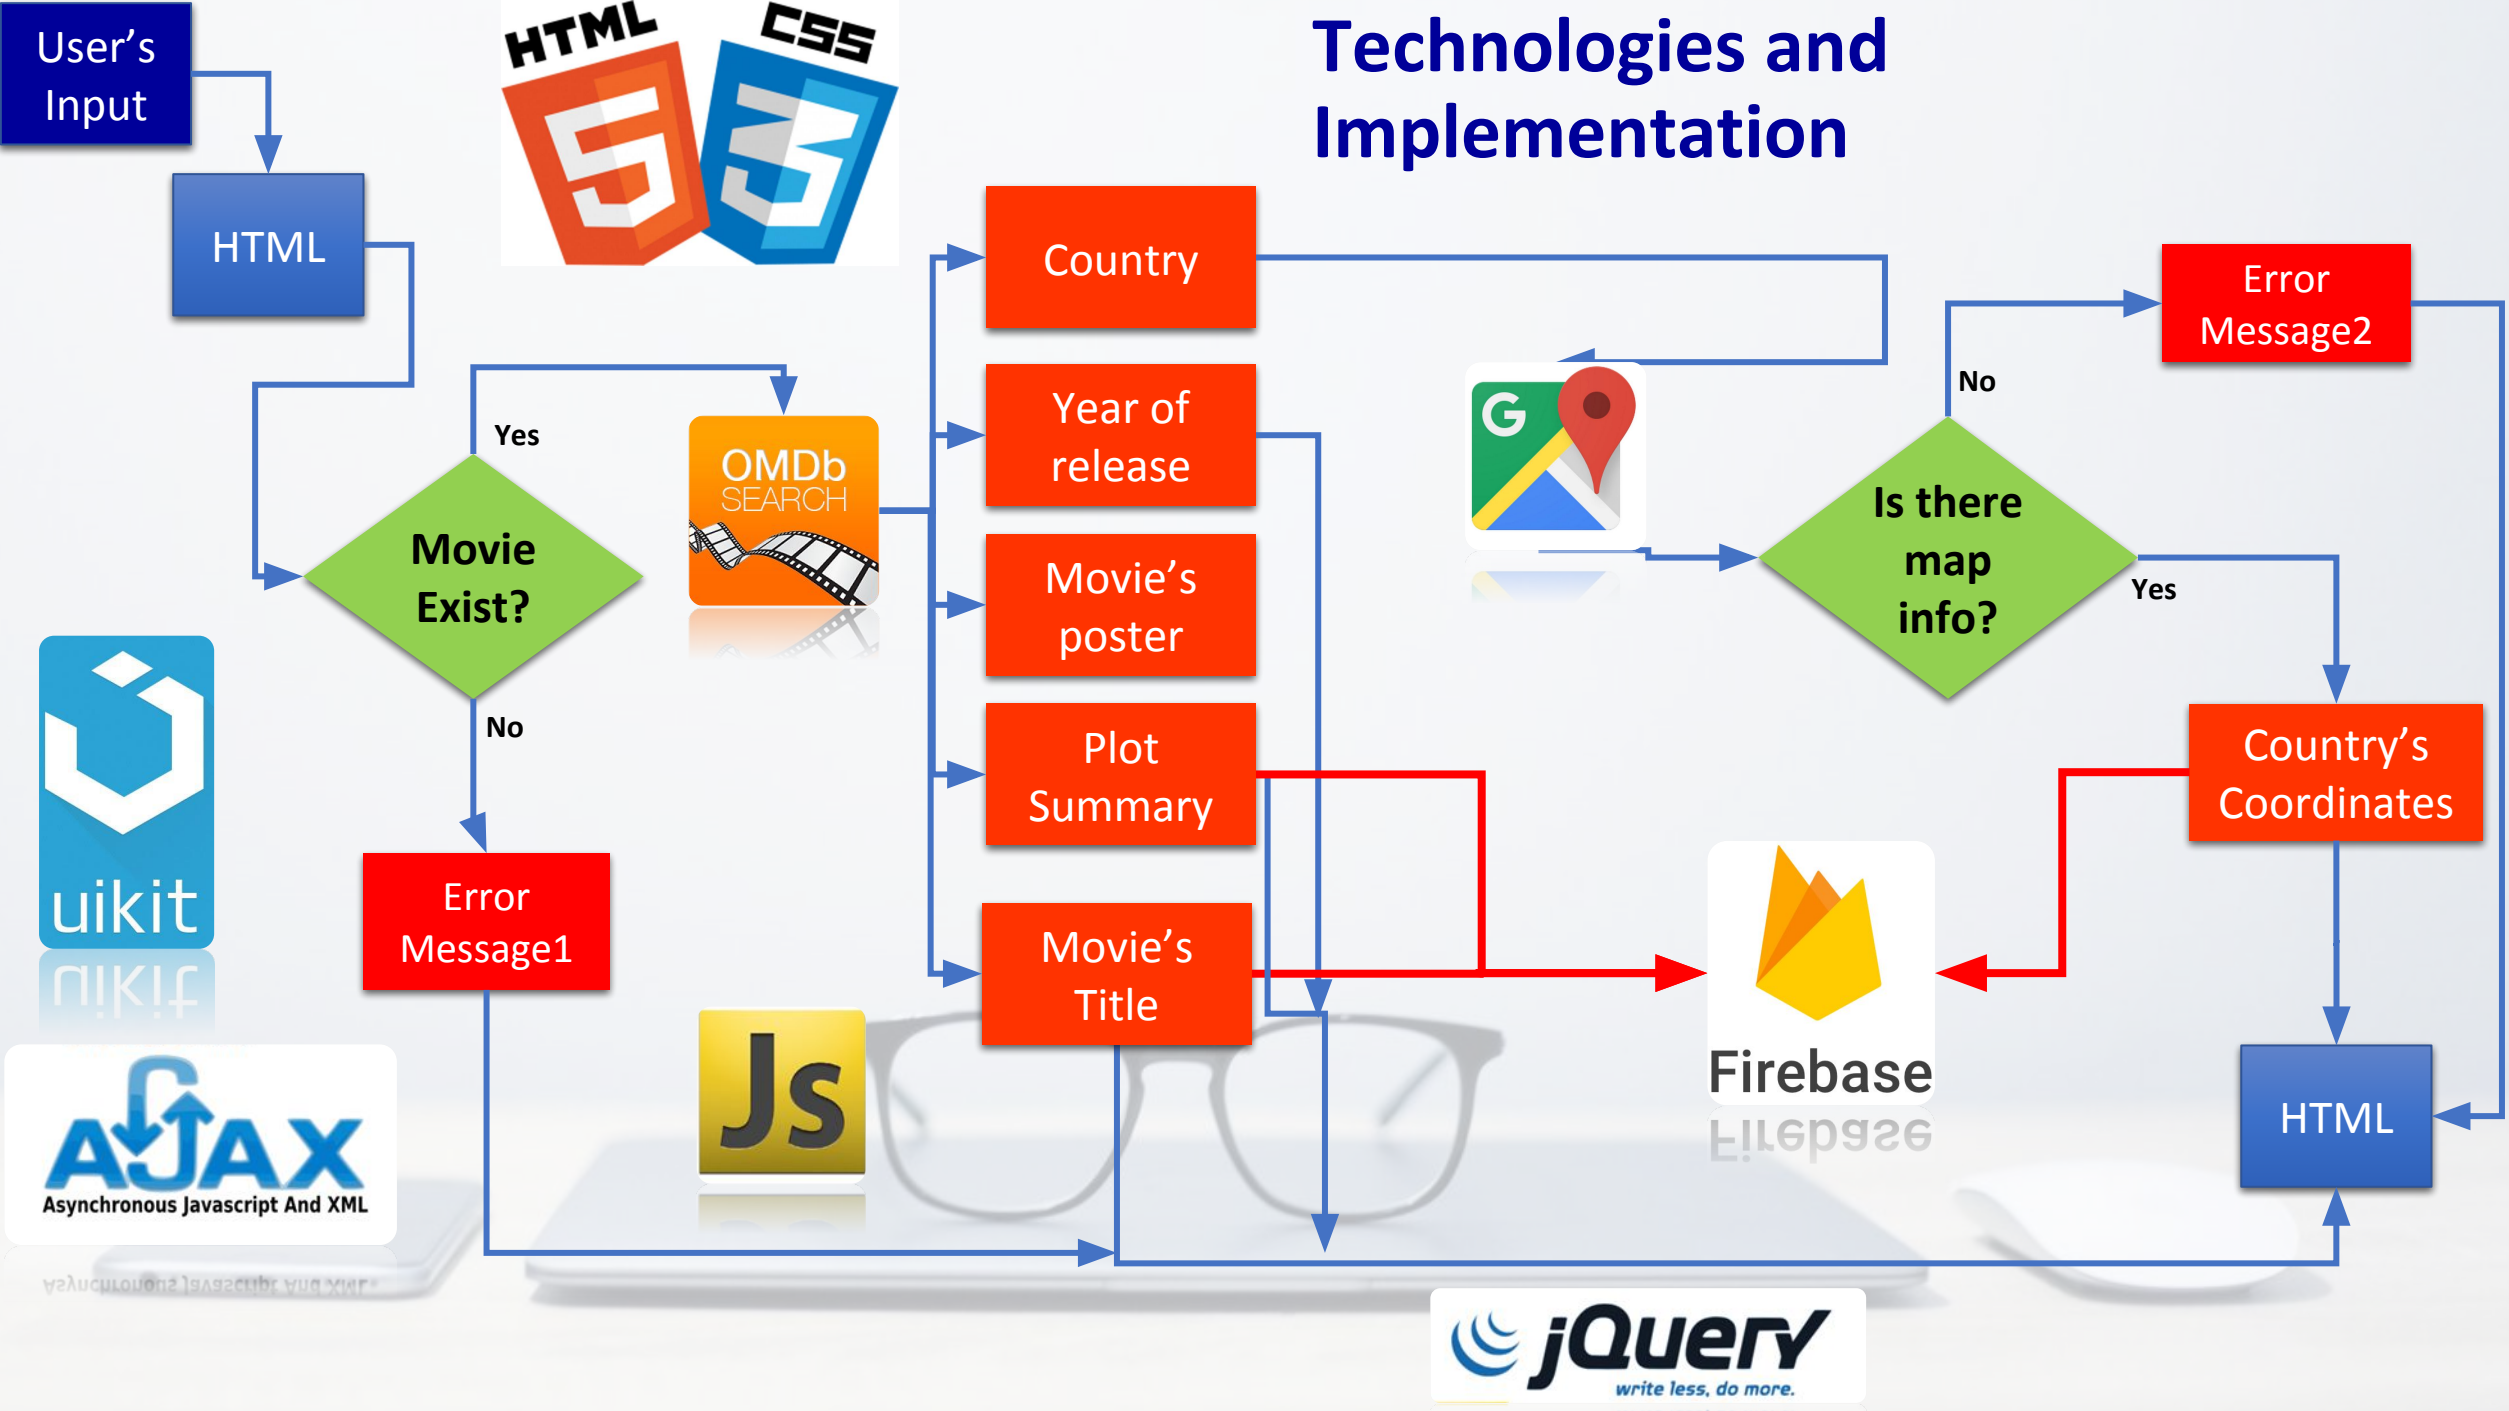 Technologies and
Implementation
User's
Input
HTML
HTML
CSS
Yes
Movie
Exist?
No
Error
Message1
OMDb
SEARCH
Country
Year of
release
Movie's
poster
Plot
Summary
Movie's
Title
G
Is there
map
info?
No
Error
Message2
Yes
Country's
Coordinates
Firebase
HTML
uikit
AJAX
Asynchronous Javascript And XML
JS
jQuery
write less, do more.